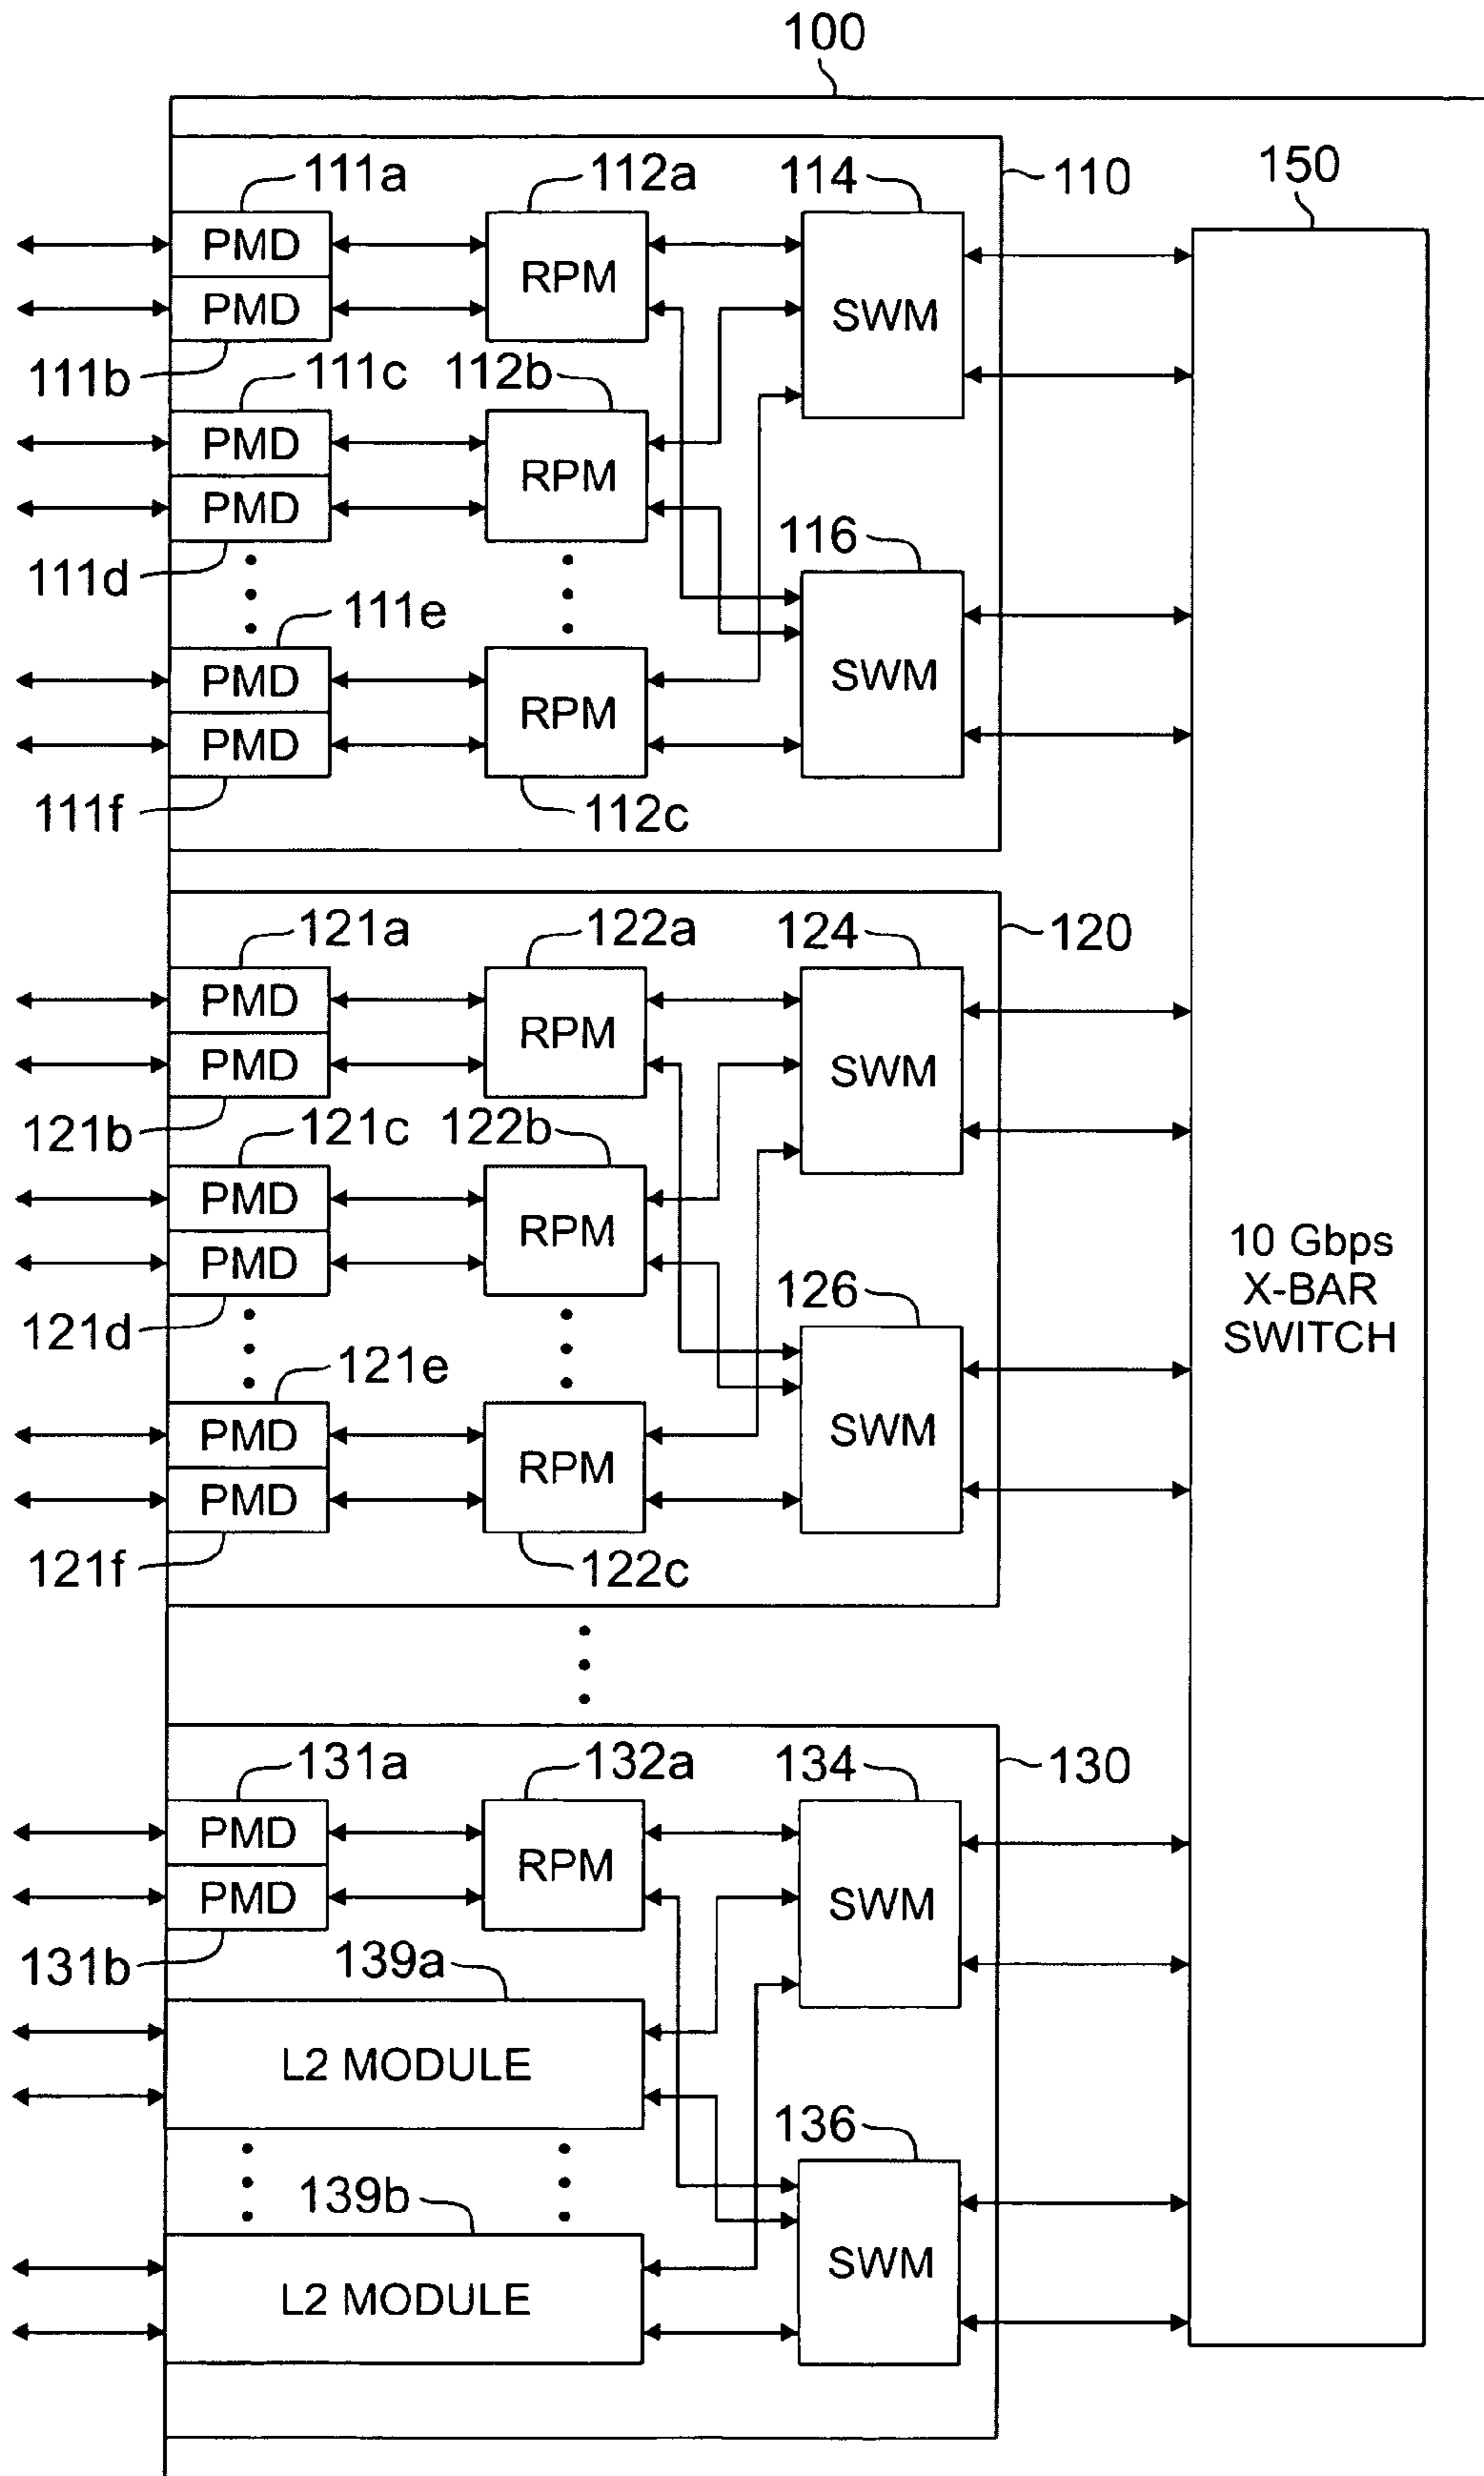 100
111a
112a
114
110
150
PMD
PMD
RPM
SWM
111b
111c
112b
PMD
PMD
RPM
111d
116
111e
PMD
PMD
RPM
SWM
111f
112c
121a
122a
124
120
PMD
PMD
RPM
SWM
121b
121c
122b
PMD
PMD
RPM
121d
126
10 Gbps
X-BAR
SWITCH
121e
PMD
PMD
RPM
SWM
121f
122c
131a
132a
134
130
PMD
PMD
RPM
SWM
131b
139a
L2 MODULE
136
139b
L2 MODULE
SWM